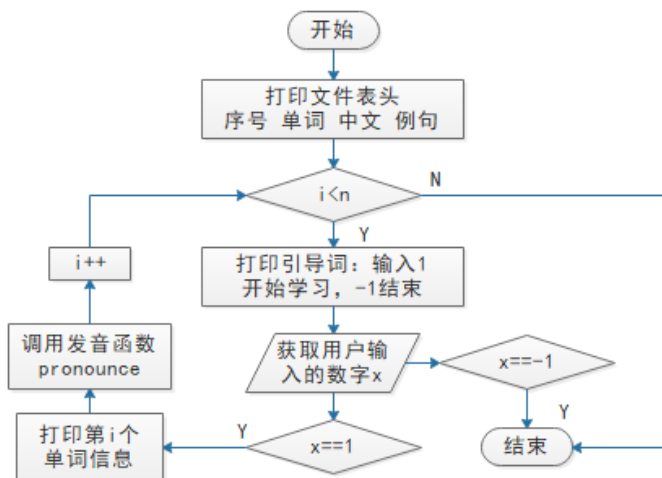 开始
打印文件表头
序号 单词 中文 例句
i<n
N
Y
i++
打印引导词：输入1
开始学习，-1结束
调用发音函数
pronounce
获取用户输
入的数字x
x==-1
Y
打印第i个
单词信息
Y
x==1
结束